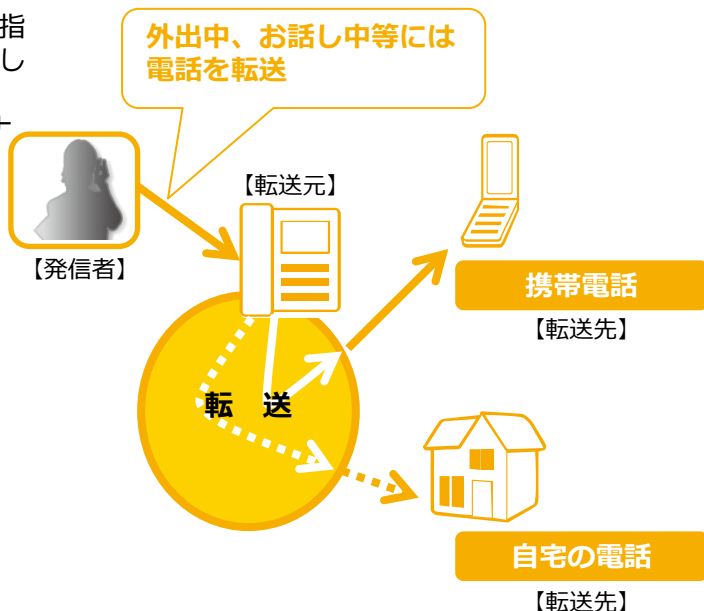 指
し
外出中、お話し中等には
電話を転送
【転送元】
【発信者】
携帯電話
【転送先】
転 送
自宅の電話
【転送先】